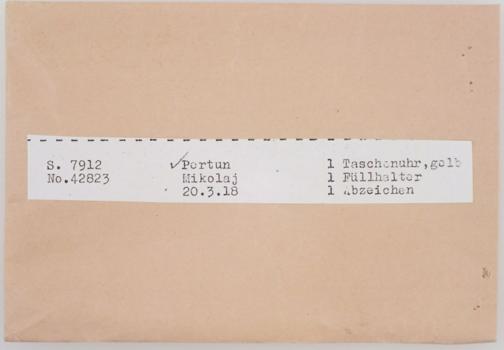 S. 7912 ✓Portun 1 Taschenuhr,gelb
No.42823 Mikolaj 1 Füllhalter
20.3.18 1 Abzeichen